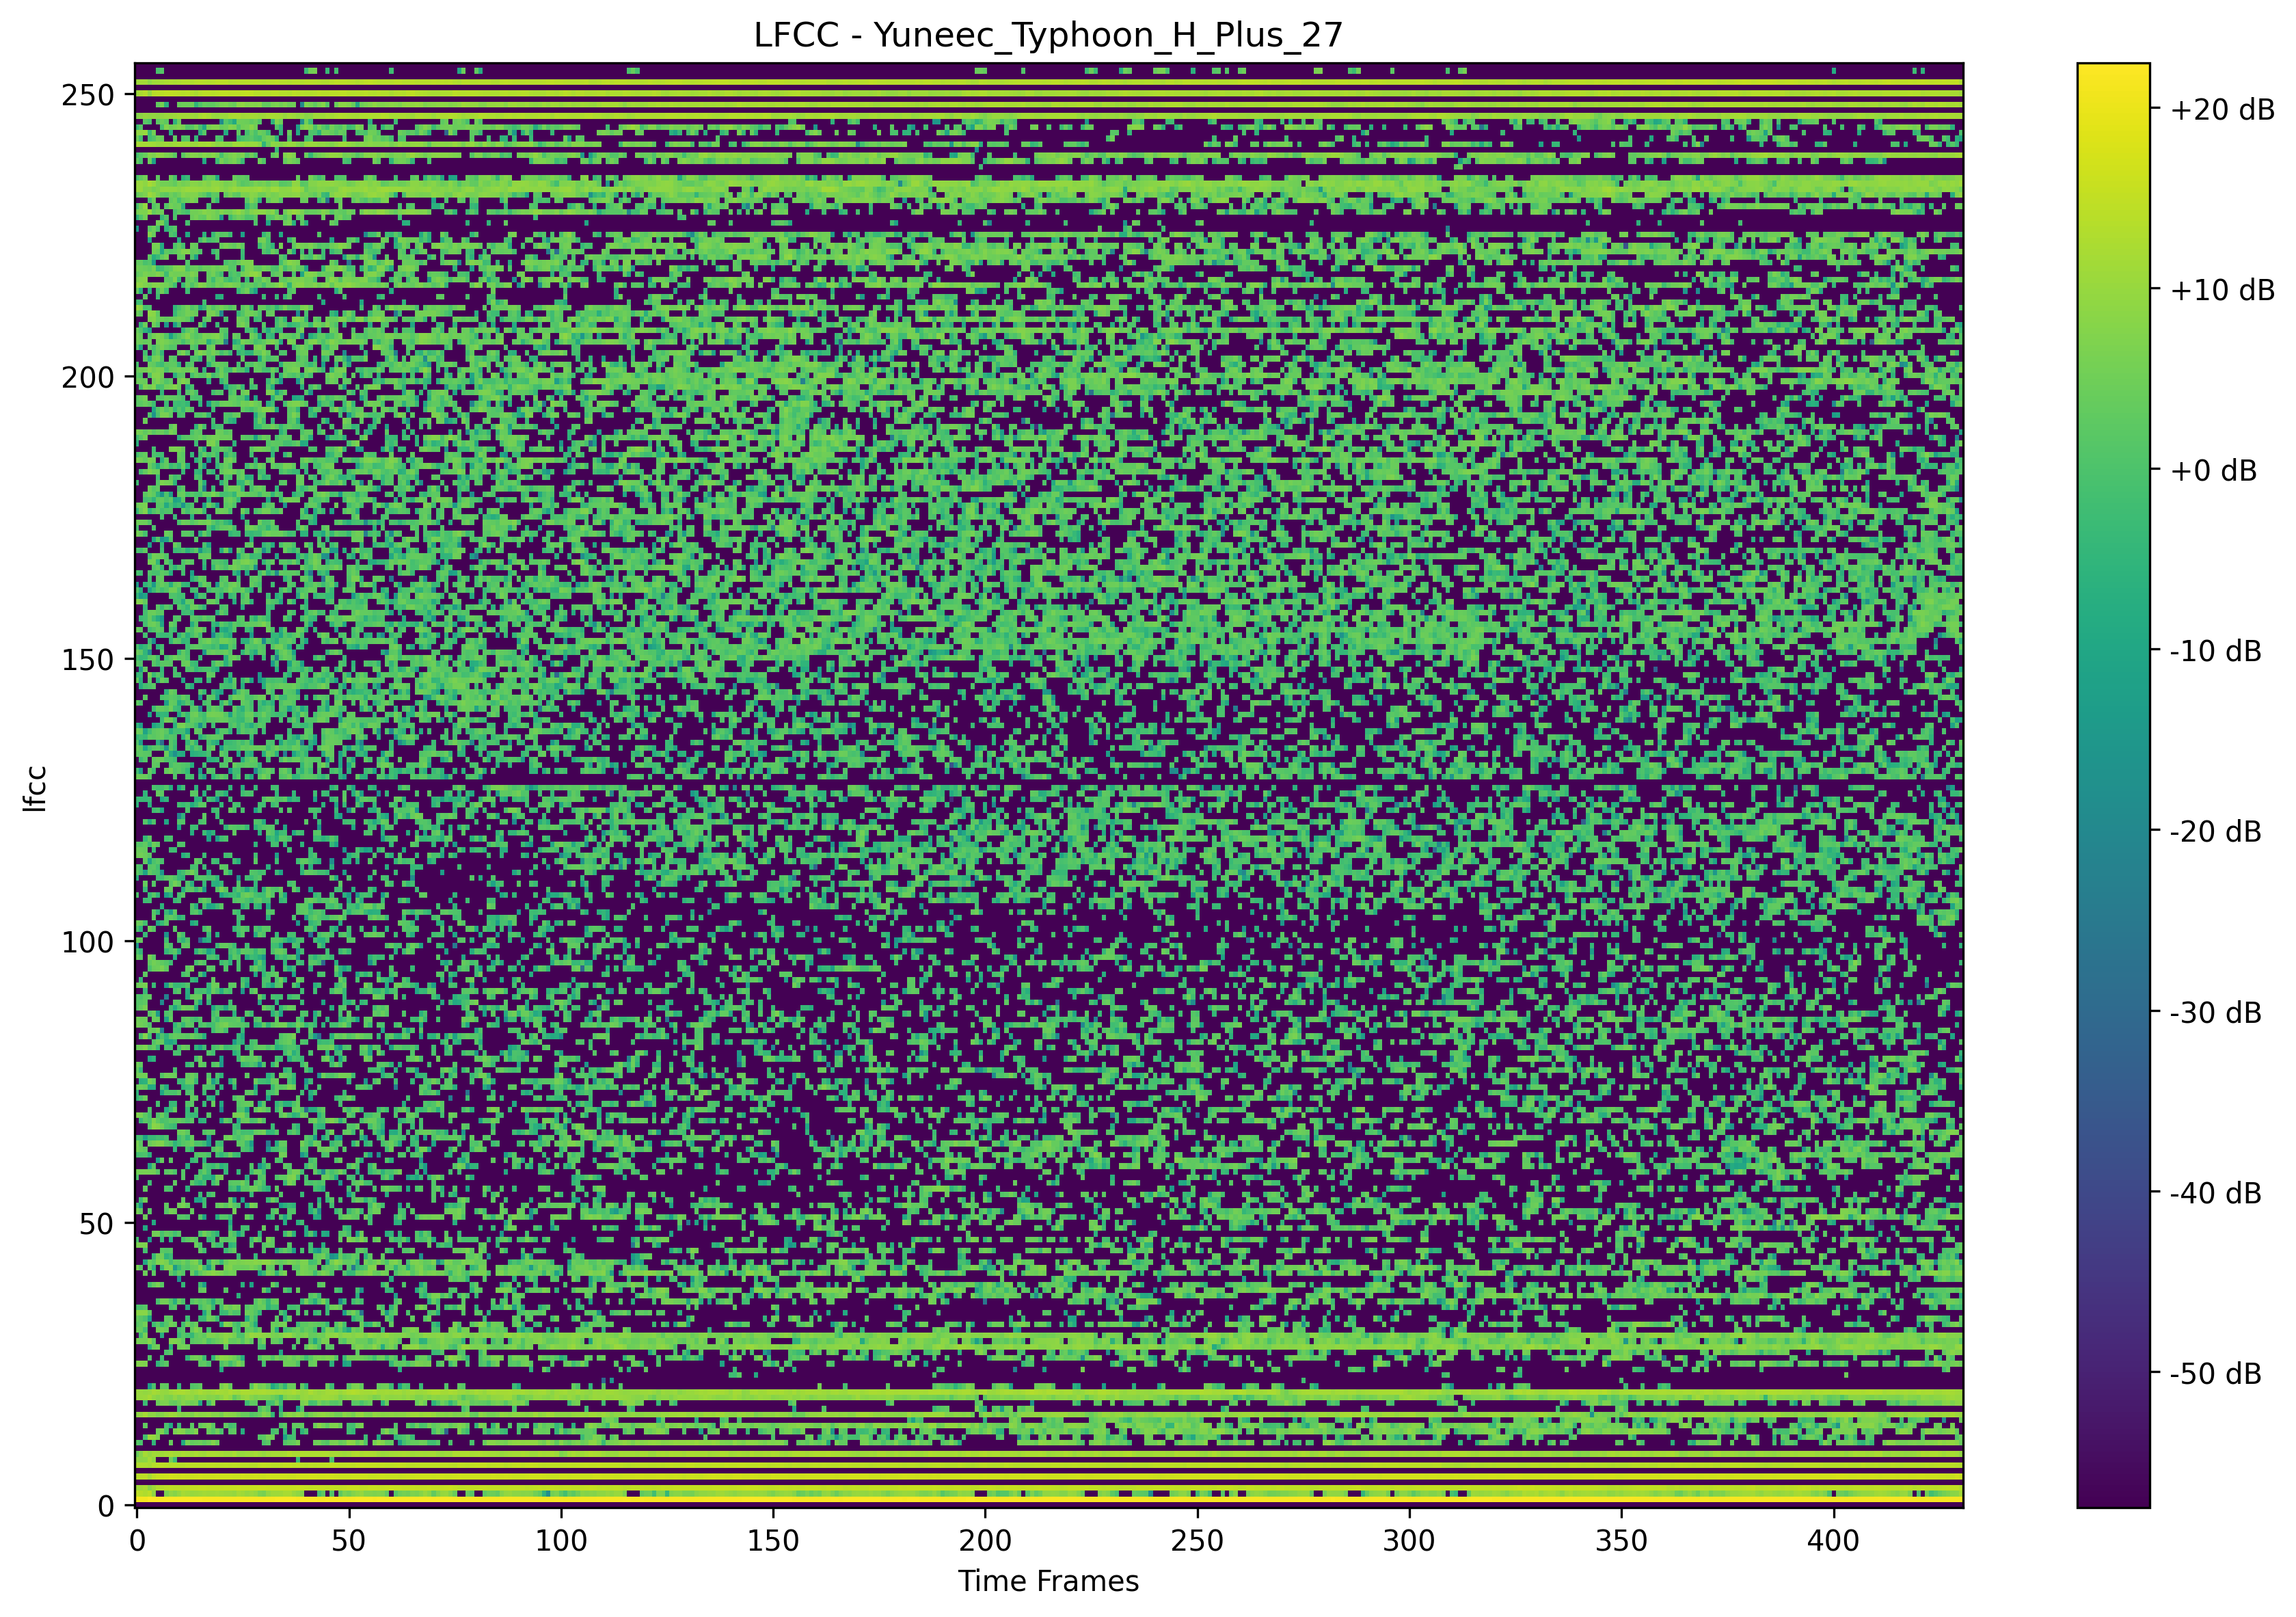 LFCC - Yuneec_Typhoon_H_Plus_27
250
200
150
100
50
0
lfcc
0 50 100 150 200 250 300 350 400
Time Frames
+20 dB
+10 dB
+0 dB
-10 dB
-20 dB
-30 dB
-40 dB
-50 dB